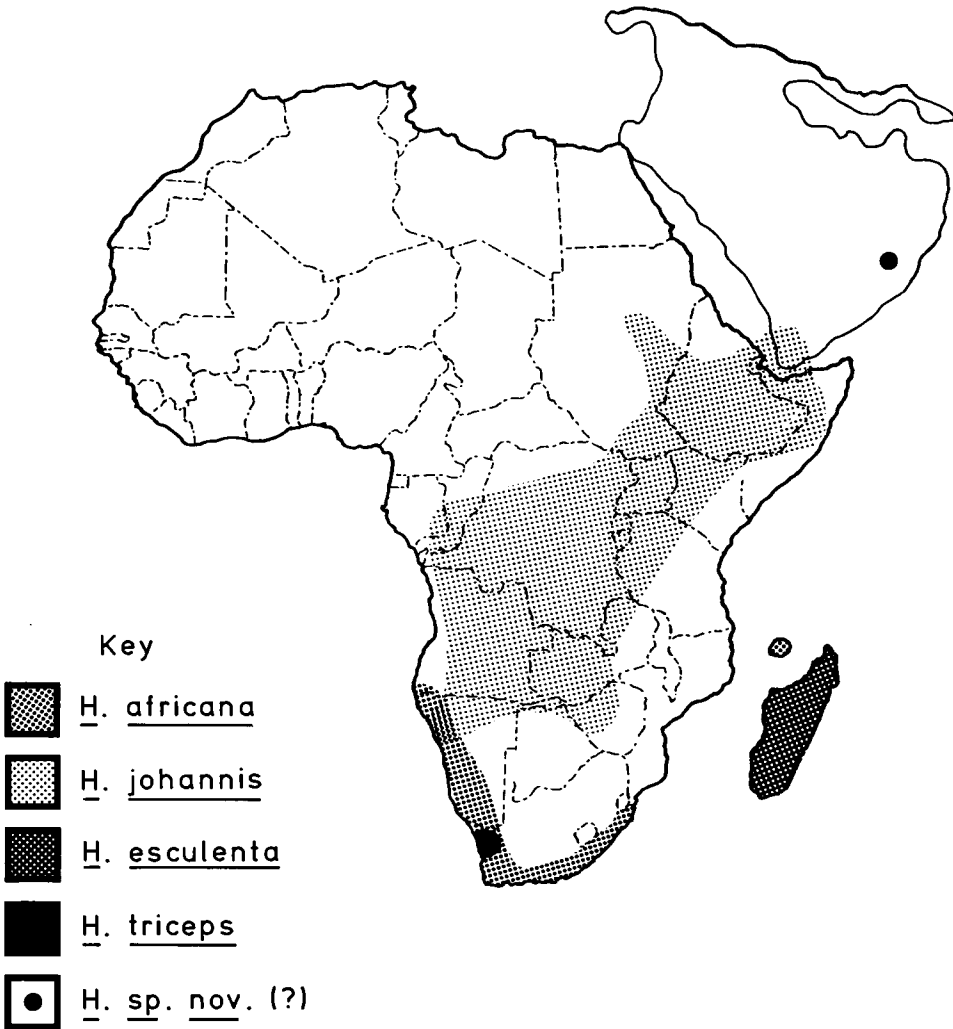 Key
H. africana
H. johannis
H. esculenta
H. triceps
H. sp. nov. (?)